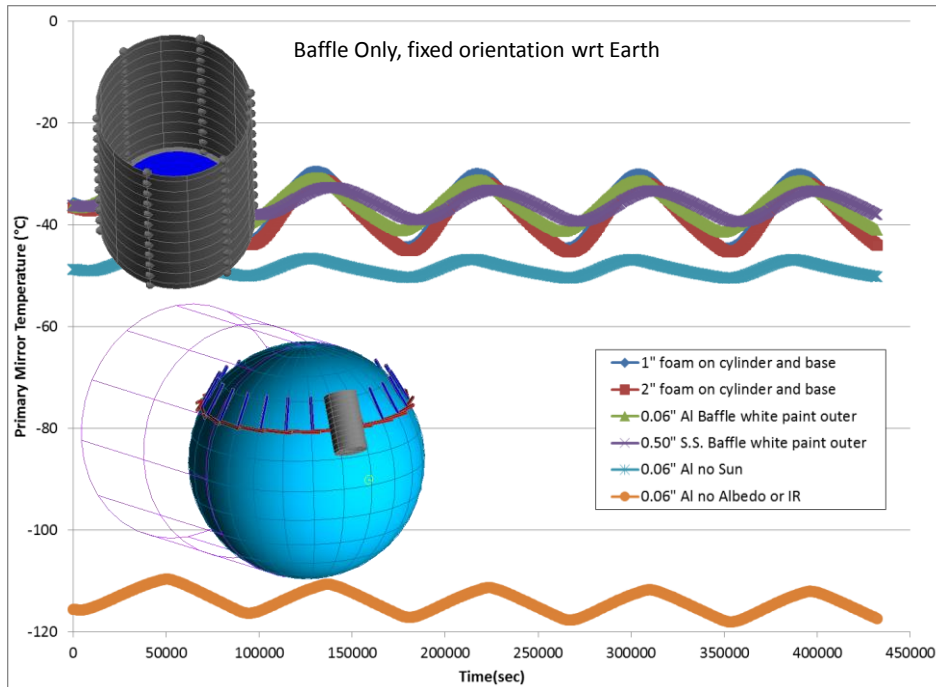 Baffle Only, fixed orientation wrt Earth
Primary Mirror Temperature (°C)
0
-20
-40
-60
-80
-100
-120
1" foam on cylinder and base
2" foam on cylinder and base
0.06" Al Baffle white paint outer
0.50" S.S. Baffle white paint outer
0.06" Al no Sun
0.06" Al no Albedo or IR
0 50000 100000 150000 200000 250000 300000 350000 400000 450000
Time(sec)